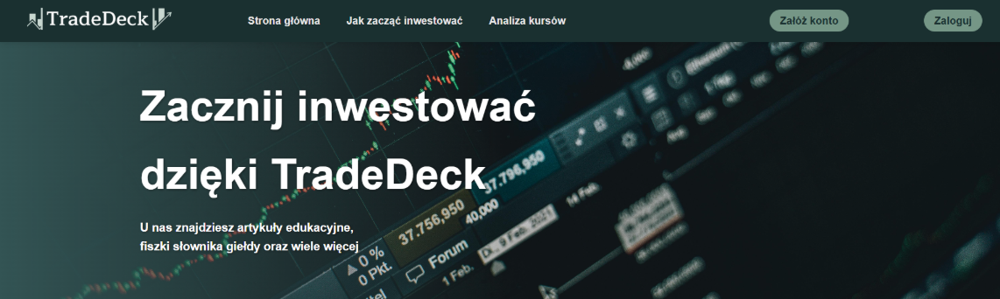 TradeDeck
Strona główna
Jak zacząć inwestować
Analiza kursów
Załóż konto
Zaloguj
Zacznij inwestować
dzięki TradeDeck
U nas znajdziesz artykuły edukacyjne,
fiszki słownika giełdy oraz wiele więcej
37.796,950
37.756,950
40,000
0 %
0 Pkt.
Forum
1 Feb.
Di., 9 Feb. 2021
14 Feb.